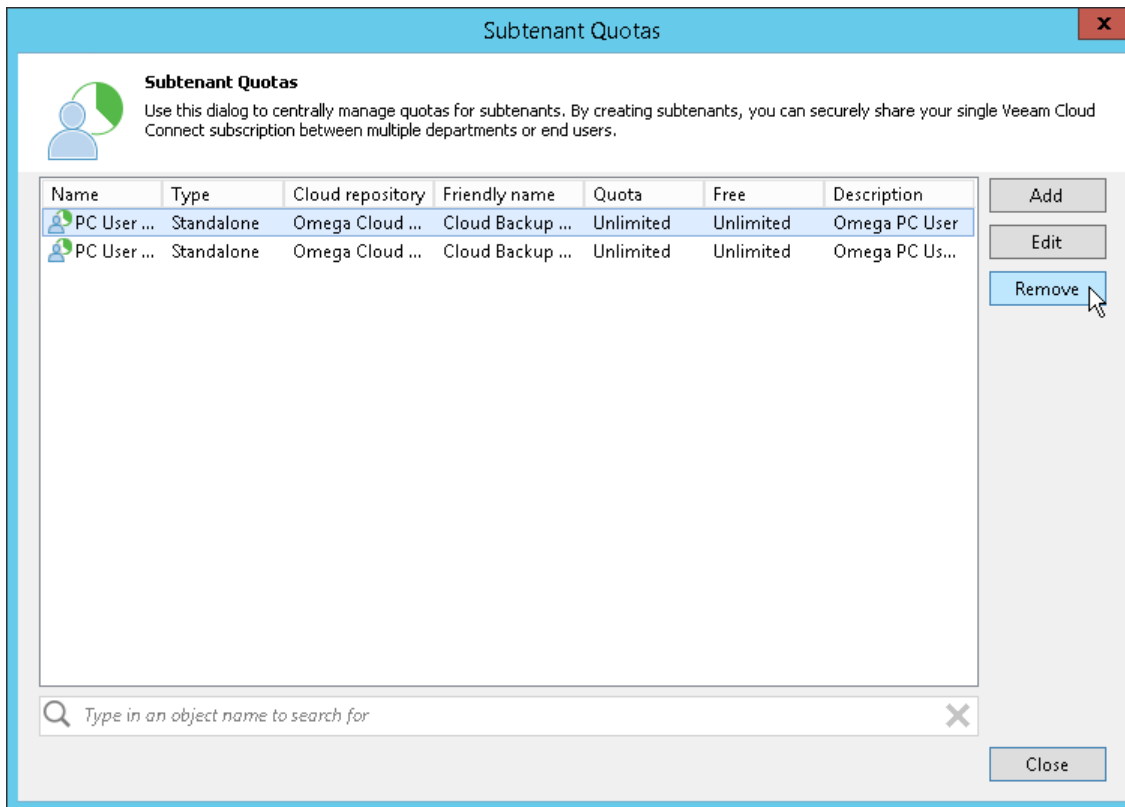 Subtenant Quotas
x
Subtenant Quotas
Use this dialog to centrally manage quotas for subtenants. By creating subtenants, you can securely share your single Veeam Cloud
Connect subscription between multiple departments or end users.
Name Type Cloud repository Friendly name Quota Free Description
PC User ... Standalone Omega Cloud ... Cloud Backup ... Unlimited Unlimited Omega PC User
PC User ... Standalone Omega Cloud ... Cloud Backup ... Unlimited Unlimited Omega PC Us...
Add
Edit
Remove
Type in an object name to search for
Close